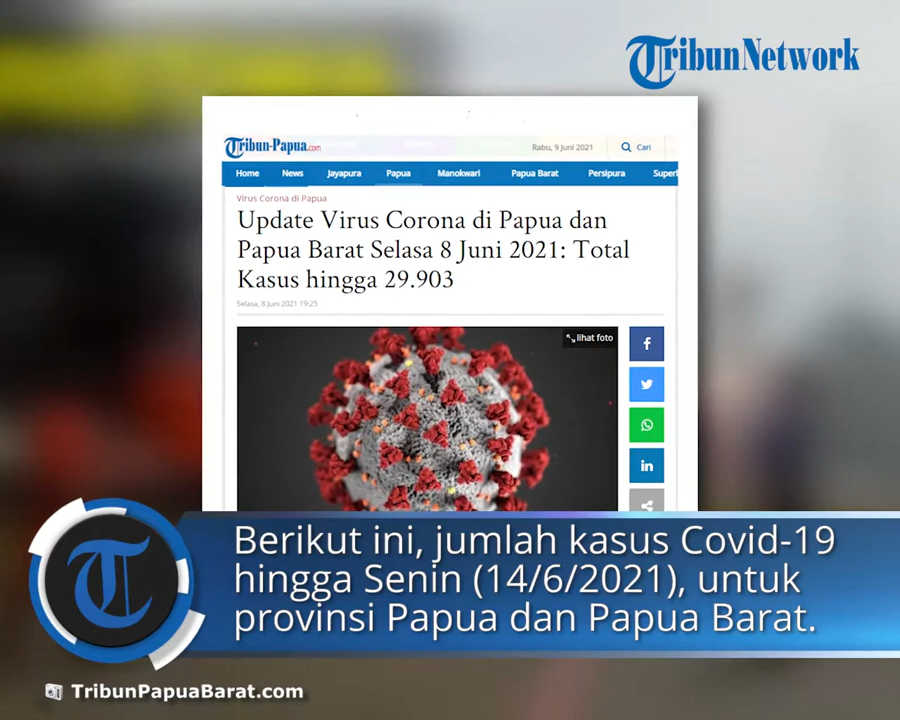 Tribun Network
Tribun-Papua.com
Rabu, 9 Juni 2021
Cari
Home News Jayapura Papua Manokwari Papua Barat Persipura Superb
Virus Corona di Papua
Update Virus Corona di Papua dan
Papua Barat Selasa 8 Juni 2021: Total
Kasus hingga 29.903
Selasa, 8 Juni 2021 19:25
lihat foto
Berikut ini, jumlah kasus Covid-19
hingga Senin (14/6/2021), untuk
provinsi Papua dan Papua Barat.
TribunPapuaBarat.com